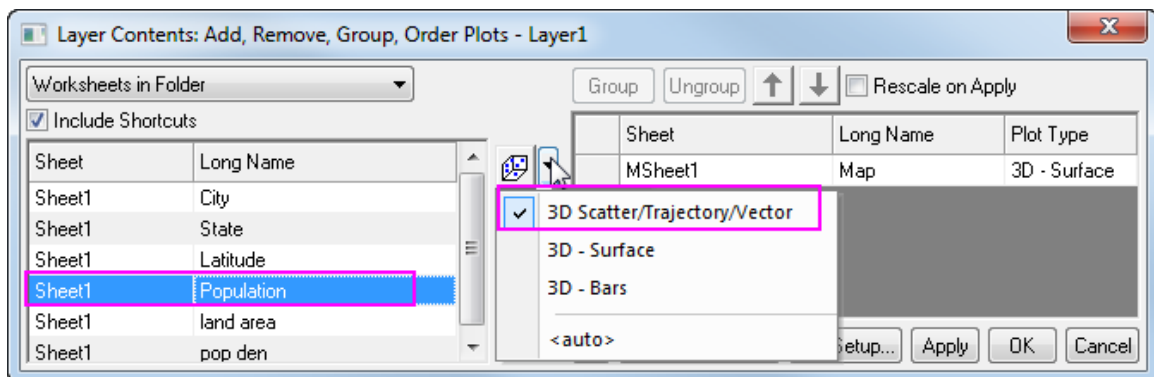 Layer Contents: Add, Remove, Group, Order Plots - Layer1
Worksheets in Folder
Group Ungroup Rescale on Apply
Include Shortcuts
Sheet Long Name
Sheet Long Name Plot Type
MSheet1 Map 3D - Surface
Sheet1 City
Sheet1 State
Sheet1 Latitude
Sheet1 Population
Sheet1 land area
Sheet1 pop den
3D Scatter/Trajectory/Vector
3D - Surface
3D - Bars
<auto>
etup... Apply OK Cancel